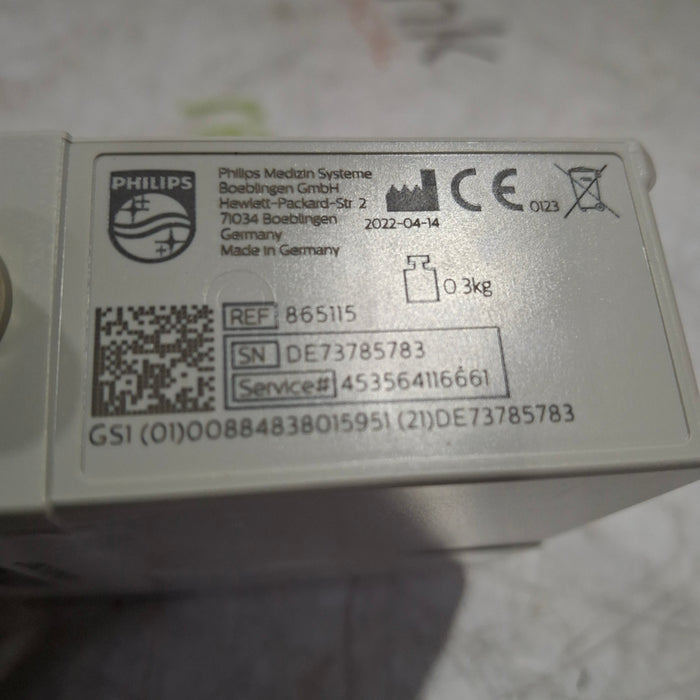 PHILIPS
Philips Medizin Systeme
Boeblingen GmbH
Hewlett-Packard-Str 2
71034 Boeblingen
Germany
Made in Germany
2022-04-14
CE 0123
0.3kg
REF 865115
SN DE73785783
Service# 453564116661
GS1 (01)00884838015951 (21)DE73785783